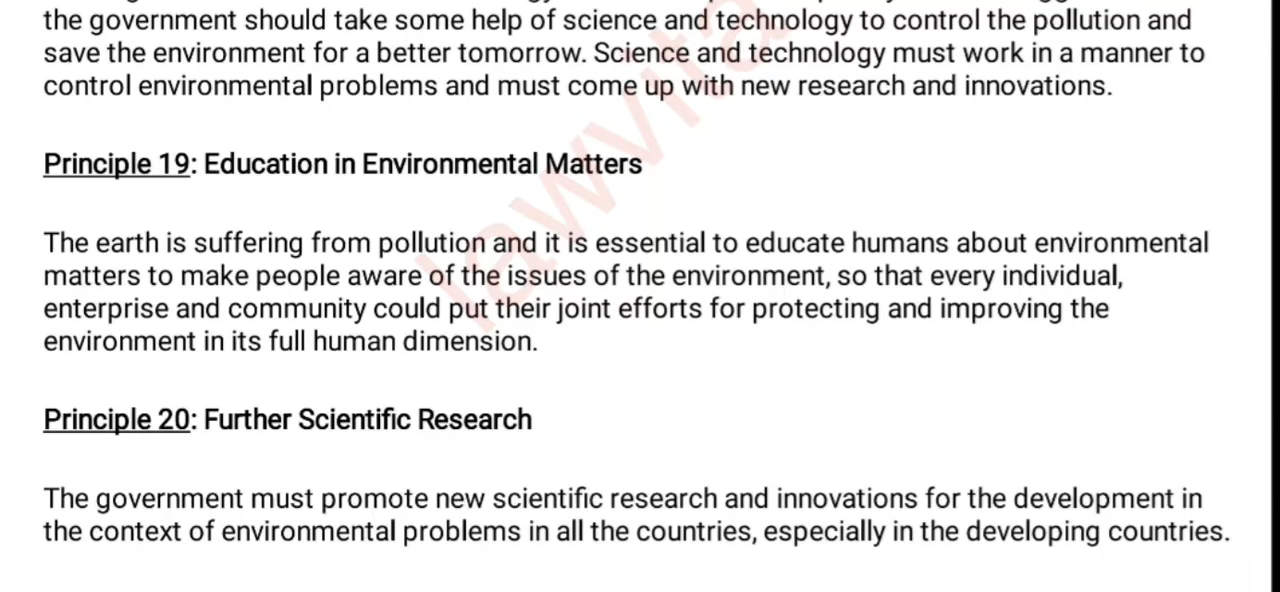 the government should take some help of science and technology to control the pollution and
save the environment for a better tomorrow. Science and technology must work in a manner to
control environmental problems and must come up with new research and innovations.
Principle 19: Education in Environmental Matters
The earth is suffering from pollution and it is essential to educate humans about environmental
matters to make people aware of the issues of the environment, so that every individual,
enterprise and community could put their joint efforts for protecting and improving the
environment in its full human dimension.
Principle 20: Further Scientific Research
The government must promote new scientific research and innovations for the development in
the context of environmental problems in all the countries, especially in the developing countries.
lawvita